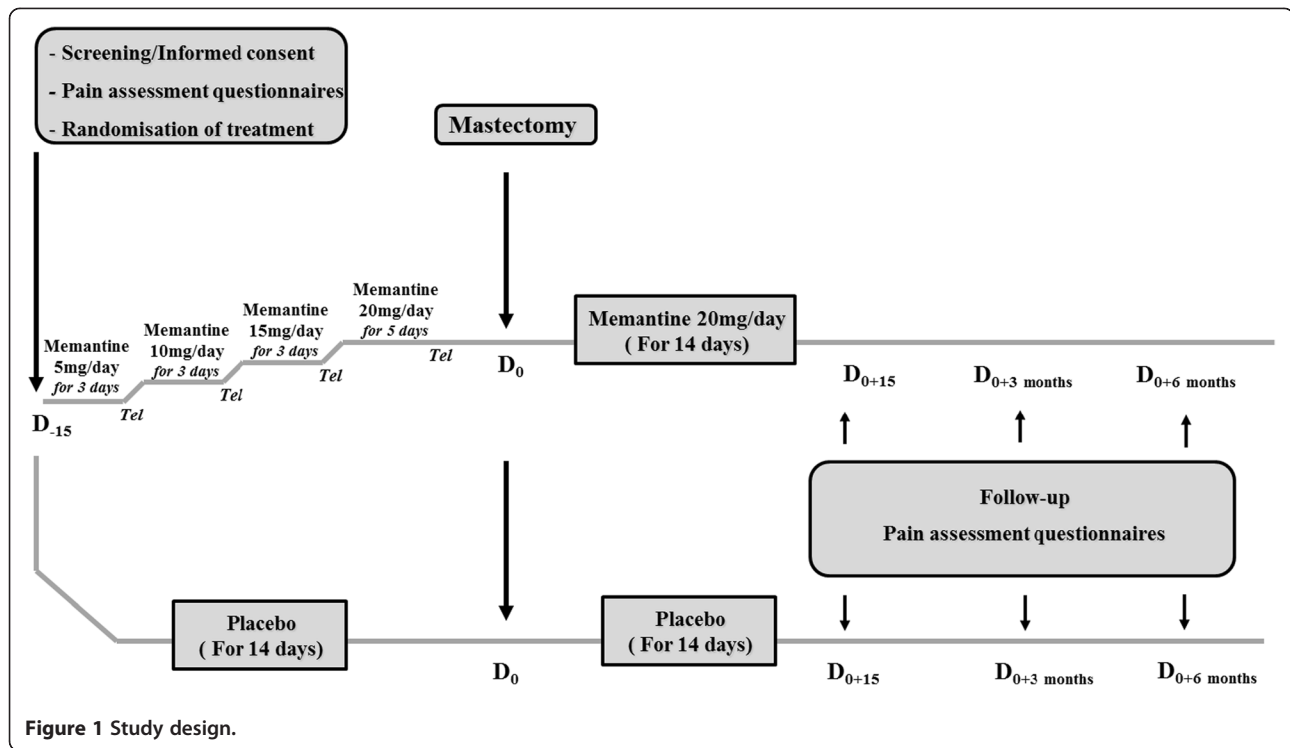 - Screening/Informed consent
- Pain assessment questionnaires
- Randomisation of treatment
Mastectomy
Memantine
5mg/day
for 3 days
Tel
Memantine
10mg/day
for 3 days
Tel
Memantine
15mg/day
for 3 days
Tel
Memantine
20mg/day
for 5 days
Tel
D-15
D0
Memantine 20mg/day
( For 14 days)
D0+15
D0+3 months
D0+6 months
Follow-up
Pain assessment questionnaires
Placebo
( For 14 days)
D0
Placebo
( For 14 days)
D0+15
D0+3 months
D0+6 months
Figure 1 Study design.